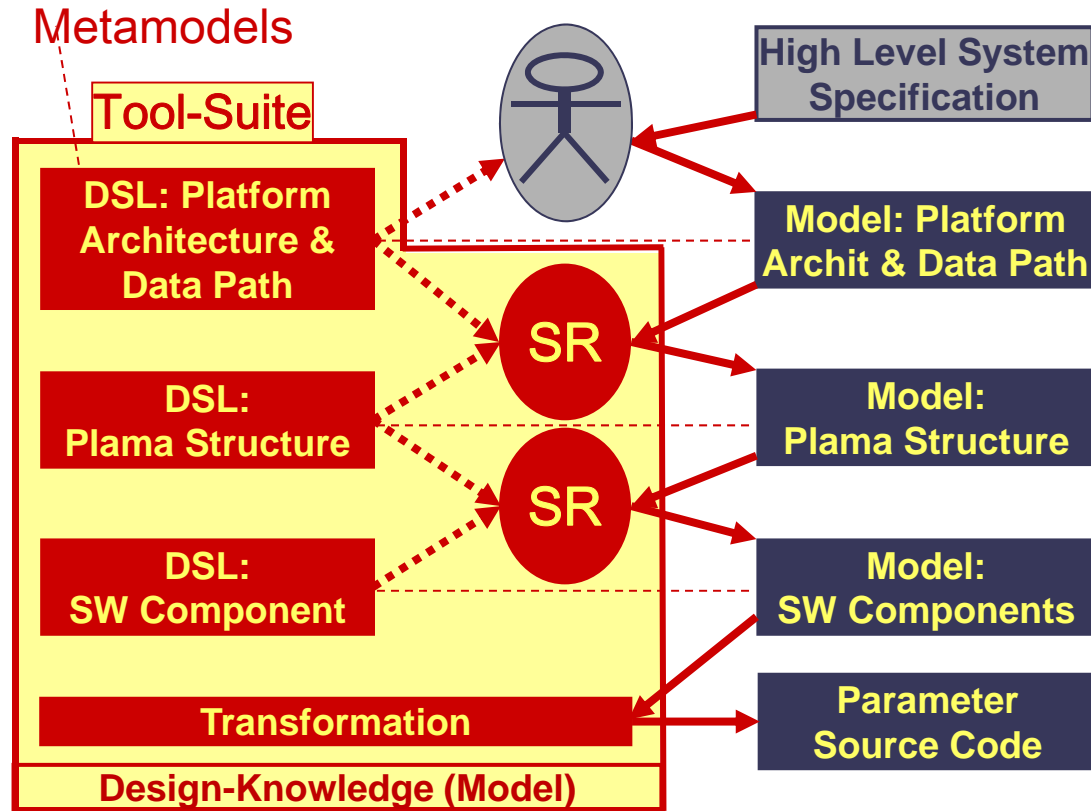 Metamodels
Tool-Suite
High Level System
Specification
DSL: Platform
Architecture &
Data Path
Model: Platform
Archit & Data Path
SR
DSL:
Plama Structure
Model:
Plama Structure
SR
DSL:
SW Component
Model:
SW Components
Transformation
Parameter
Source Code
Design-Knowledge (Model)